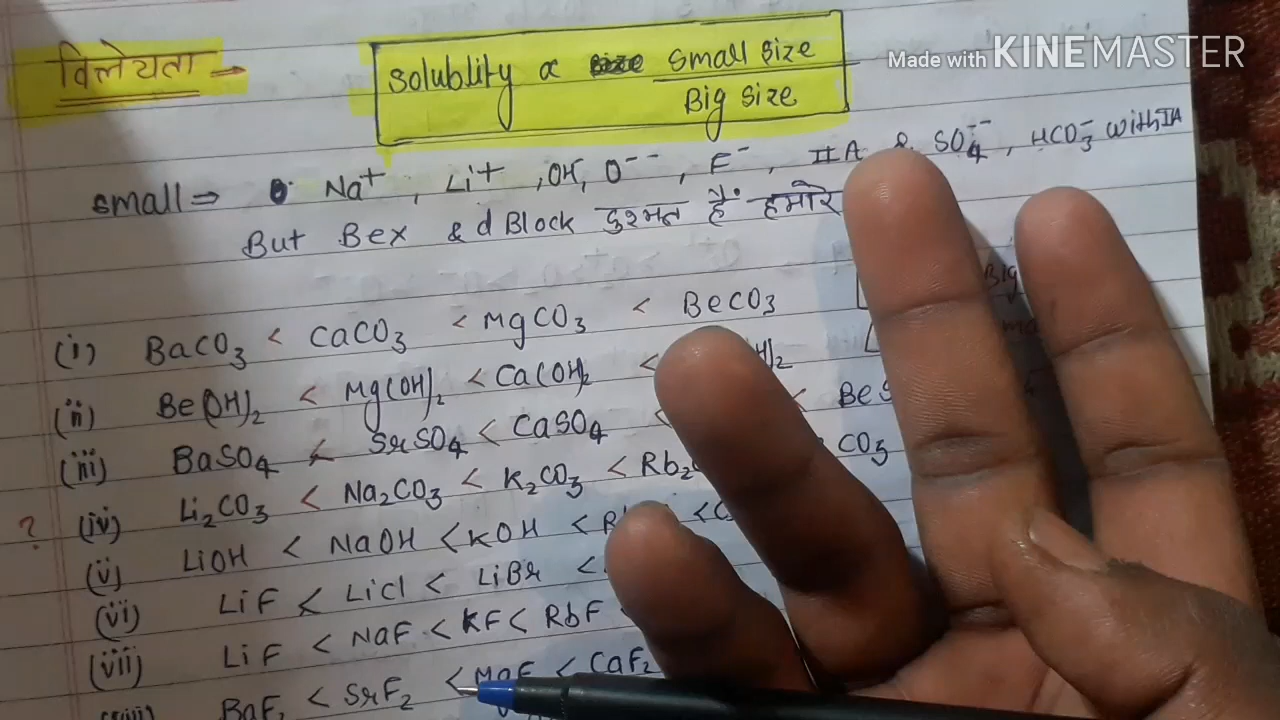 Made with KINEMASTER
विलेयता →
Solublity ∝ small size / Big size
small ⇒ Na⁺, Li⁺, OH, O⁻⁻, F⁻, IIA & SO₄⁻⁻, HCO₃⁻ with IA
But Bex & d Block दुश्मन है हमारे
(i) BaCO₃ < CaCO₃ < MgCO₃ < BeCO₃
(ii) Be(OH)₂ < Mg(OH)₂ < Ca(OH)₂ <
(iii) BaSO₄ < SrSO₄ < CaSO₄ < <
? (iv) Li₂CO₃ < Na₂CO₃ < K₂CO₃ < CO₃
(v) LiOH < NaOH < KOH < <
(vi) LiF < LiCl < LiBr <
(vii) LiF < NaF < KF < RbF
BaF₂ < SrF₂ < < CaF₂
Big